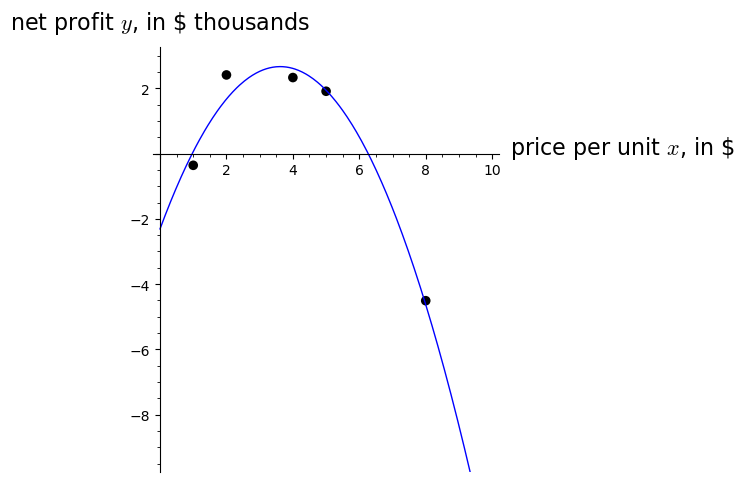 net profit y, in $ thousands
2
price per unit x, in $
2 4 6 8 10
−2
−4
−6
−8